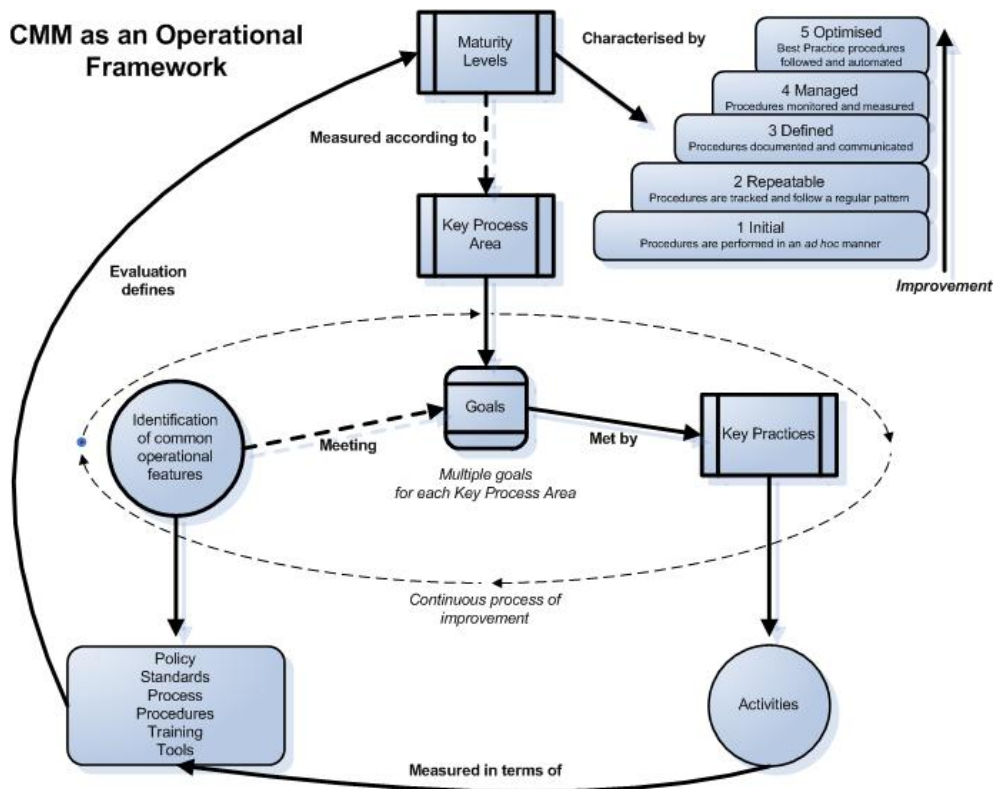 CMM as an Operational
Framework
Maturity
Levels
Characterised by
5 Optimised
Best Practice procedures
followed and automated
4 Managed
Procedures monitored and measured
3 Defined
Procedures documented and communicated
2 Repeatable
Procedures are tracked and follow a regular pattern
1 Initial
Procedures are performed in an ad hoc manner
Improvement
Measured according to
Key Process
Area
Evaluation
defines
Identification
of common
operational
features
Meeting
Goals
Met by
Key Practices
Multiple goals
for each Key Process Area
Continuous process of
improvement
Policy
Standards
Process
Procedures
Training
Tools
Activities
Measured in terms of